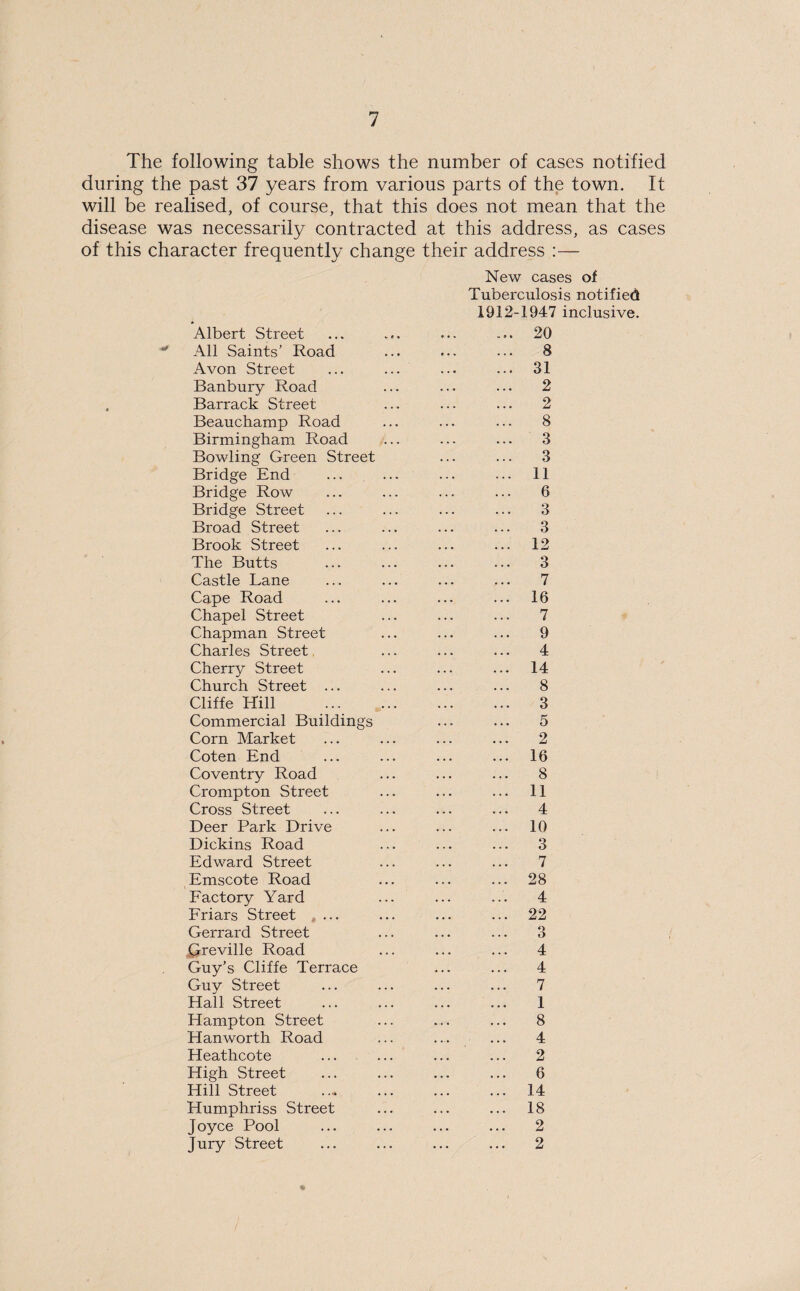 7
The following table shows the number of cases notified
during the past 37 years from various parts of the town. It
will be realised, of course, that this does not mean that the
disease was necessarily contracted at this address, as cases
of this character frequently change their address :—
New cases of
Tuberculosis notified
1912-1947 inclusive.
Albert Street ... ... ... ... 20
All Saints' Road ... ... ... 8
Avon Street ... ... ... ... 31
Banbury Road ... ... ... 2
Barrack Street ... ... ... 2
Beauchamp Road ... ... ... 8
Birmingham Road ... ... ... 3
Bowling Green Street ... ... 3
Bridge End ... ... ... ... 11
Bridge Row ... ... ... ... 6
Bridge Street ... ... ... ... 3
Broad Street ... ... ... ... 3
Brook Street ... ... ... ... 12
The Butts ... ... ... ... 3
Castle Lane ... ... ... ... 7
Cape Road ... ... ... ... 16
Chapel Street ... ... ... 7
Chapman Street ... ... ... 9
Charles Street ... ... ... 4
Cherry Street ... ... ... 14
Church Street ... ... ... ... 8
Cliffe Hill ... ... ... ... 3
Commercial Buildings ... ... 5
Corn Market ... ... ... ... 2
Coten End ... ... ... ... 16
Coventry Road ... ... ... 8
Crompton Street ... ... ... 11
Cross Street ... ... ... ... 4
Deer Park Drive ... ... ... 10
Dickins Road ... ... ... 3
Edward Street ... ... ... 7
Emscote Road ... ... ... 28
Factory Yard ... ... ... 4
Friars Street ... ... ... ... 22
Gerrard Street ... ... ... 3
Greville Road ... ... ... 4
Guy's Cliffe Terrace ... ... 4
Guy Street ... ... ... ... 7
Hall Street ... ... ... ... 1
Hampton Street ... ... ... 8
Hanworth Road ... ... ... 4
Heathcote ... ... ... ... 2
High Street ... ... ... ... 6
Hill Street ... ... ... ... 14
Humphriss Street ... ... ... 18
Joyce Pool ... ... ... ... 2
Jury Street ... ... ... ... 2